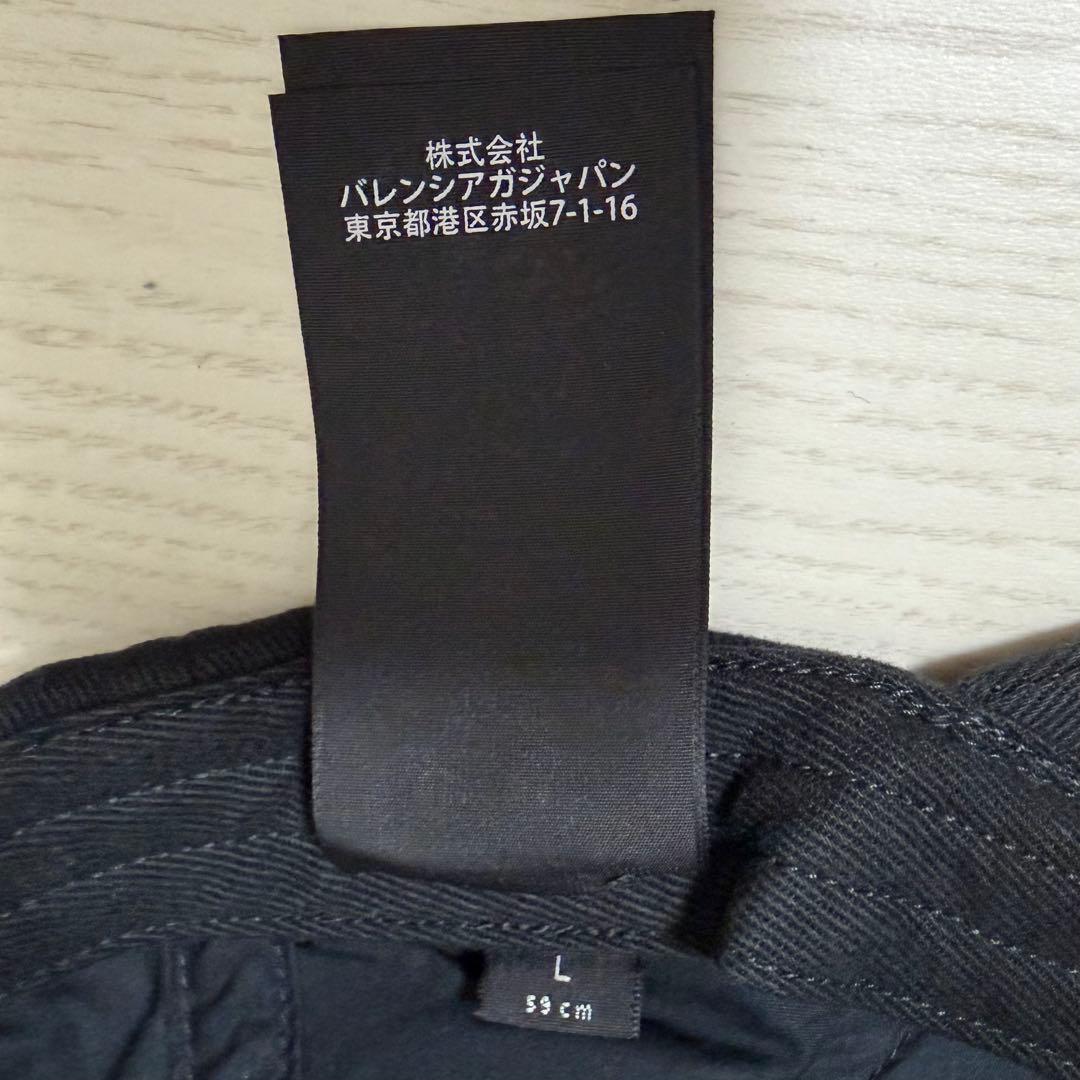 株式会社
バレンシアガジャパン
東京都港区赤坂7-1-16
L
59 cm